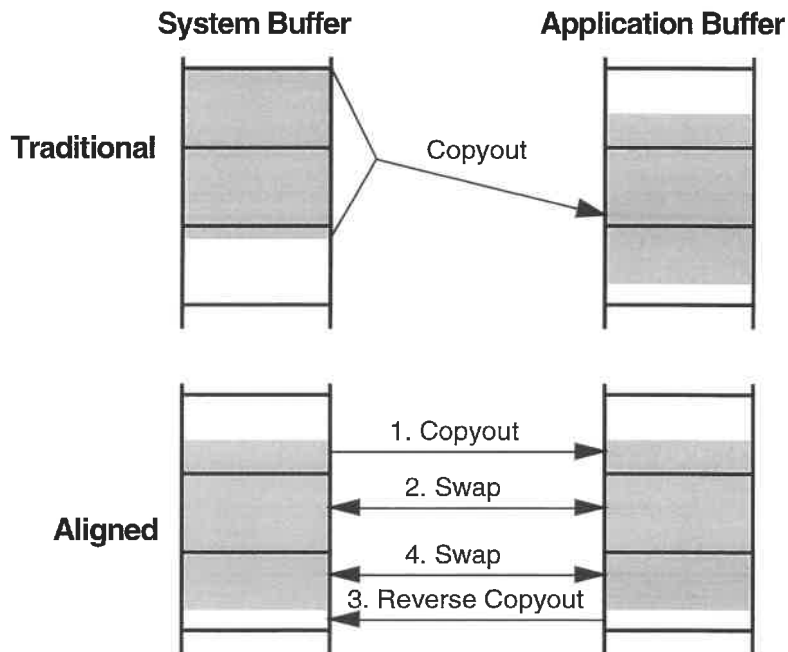 System Buffer
Application Buffer
Traditional
Copyout
1. Copyout
2. Swap
Aligned
4. Swap
3. Reverse Copyout